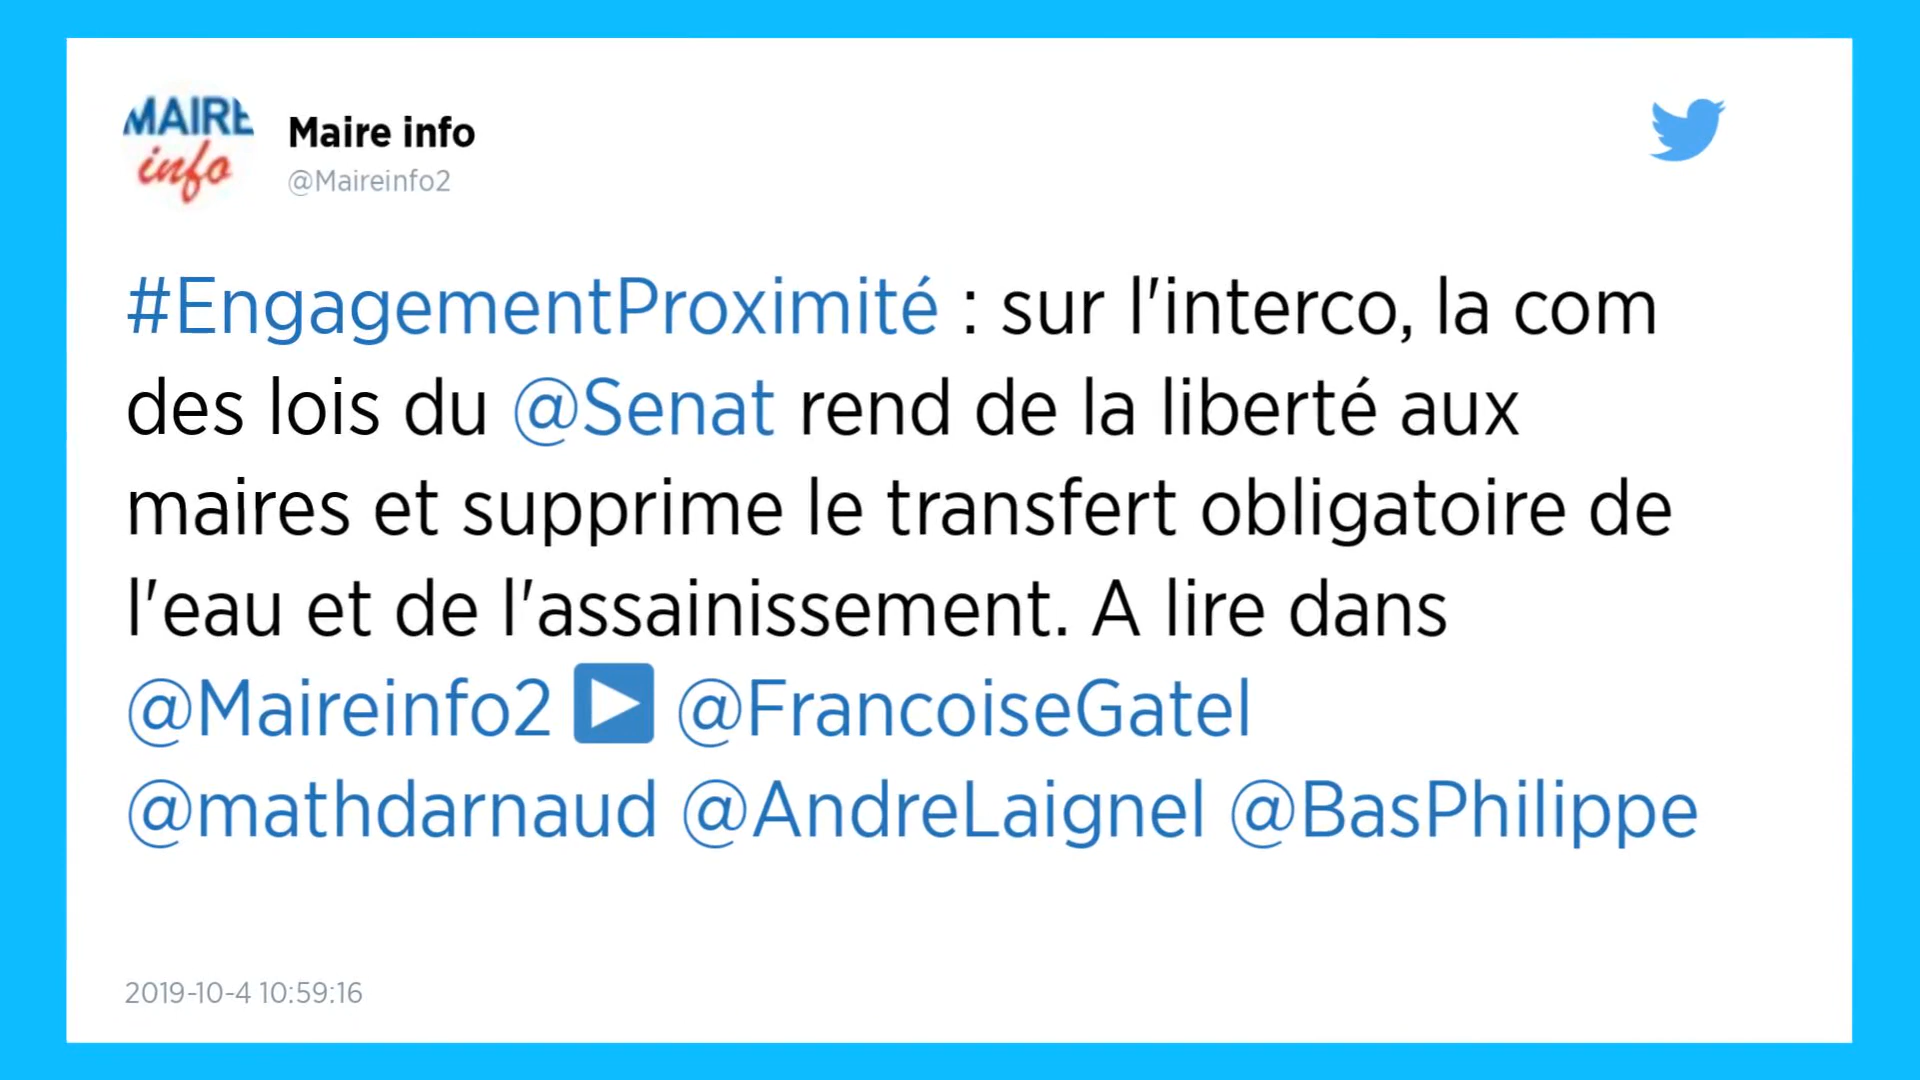 MAIRE
info
Maire info
@Maireinfo2
#EngagementProximité : sur l'interco, la com
des lois du @Senat rend de la liberté aux
maires et supprime le transfert obligatoire de
l'eau et de l'assainissement. A lire dans
@Maireinfo2 ▶ @FrancoiseGatel
@mathdarnaud @AndreLaignel @BasPhilippe
2019-10-4 10:59:16